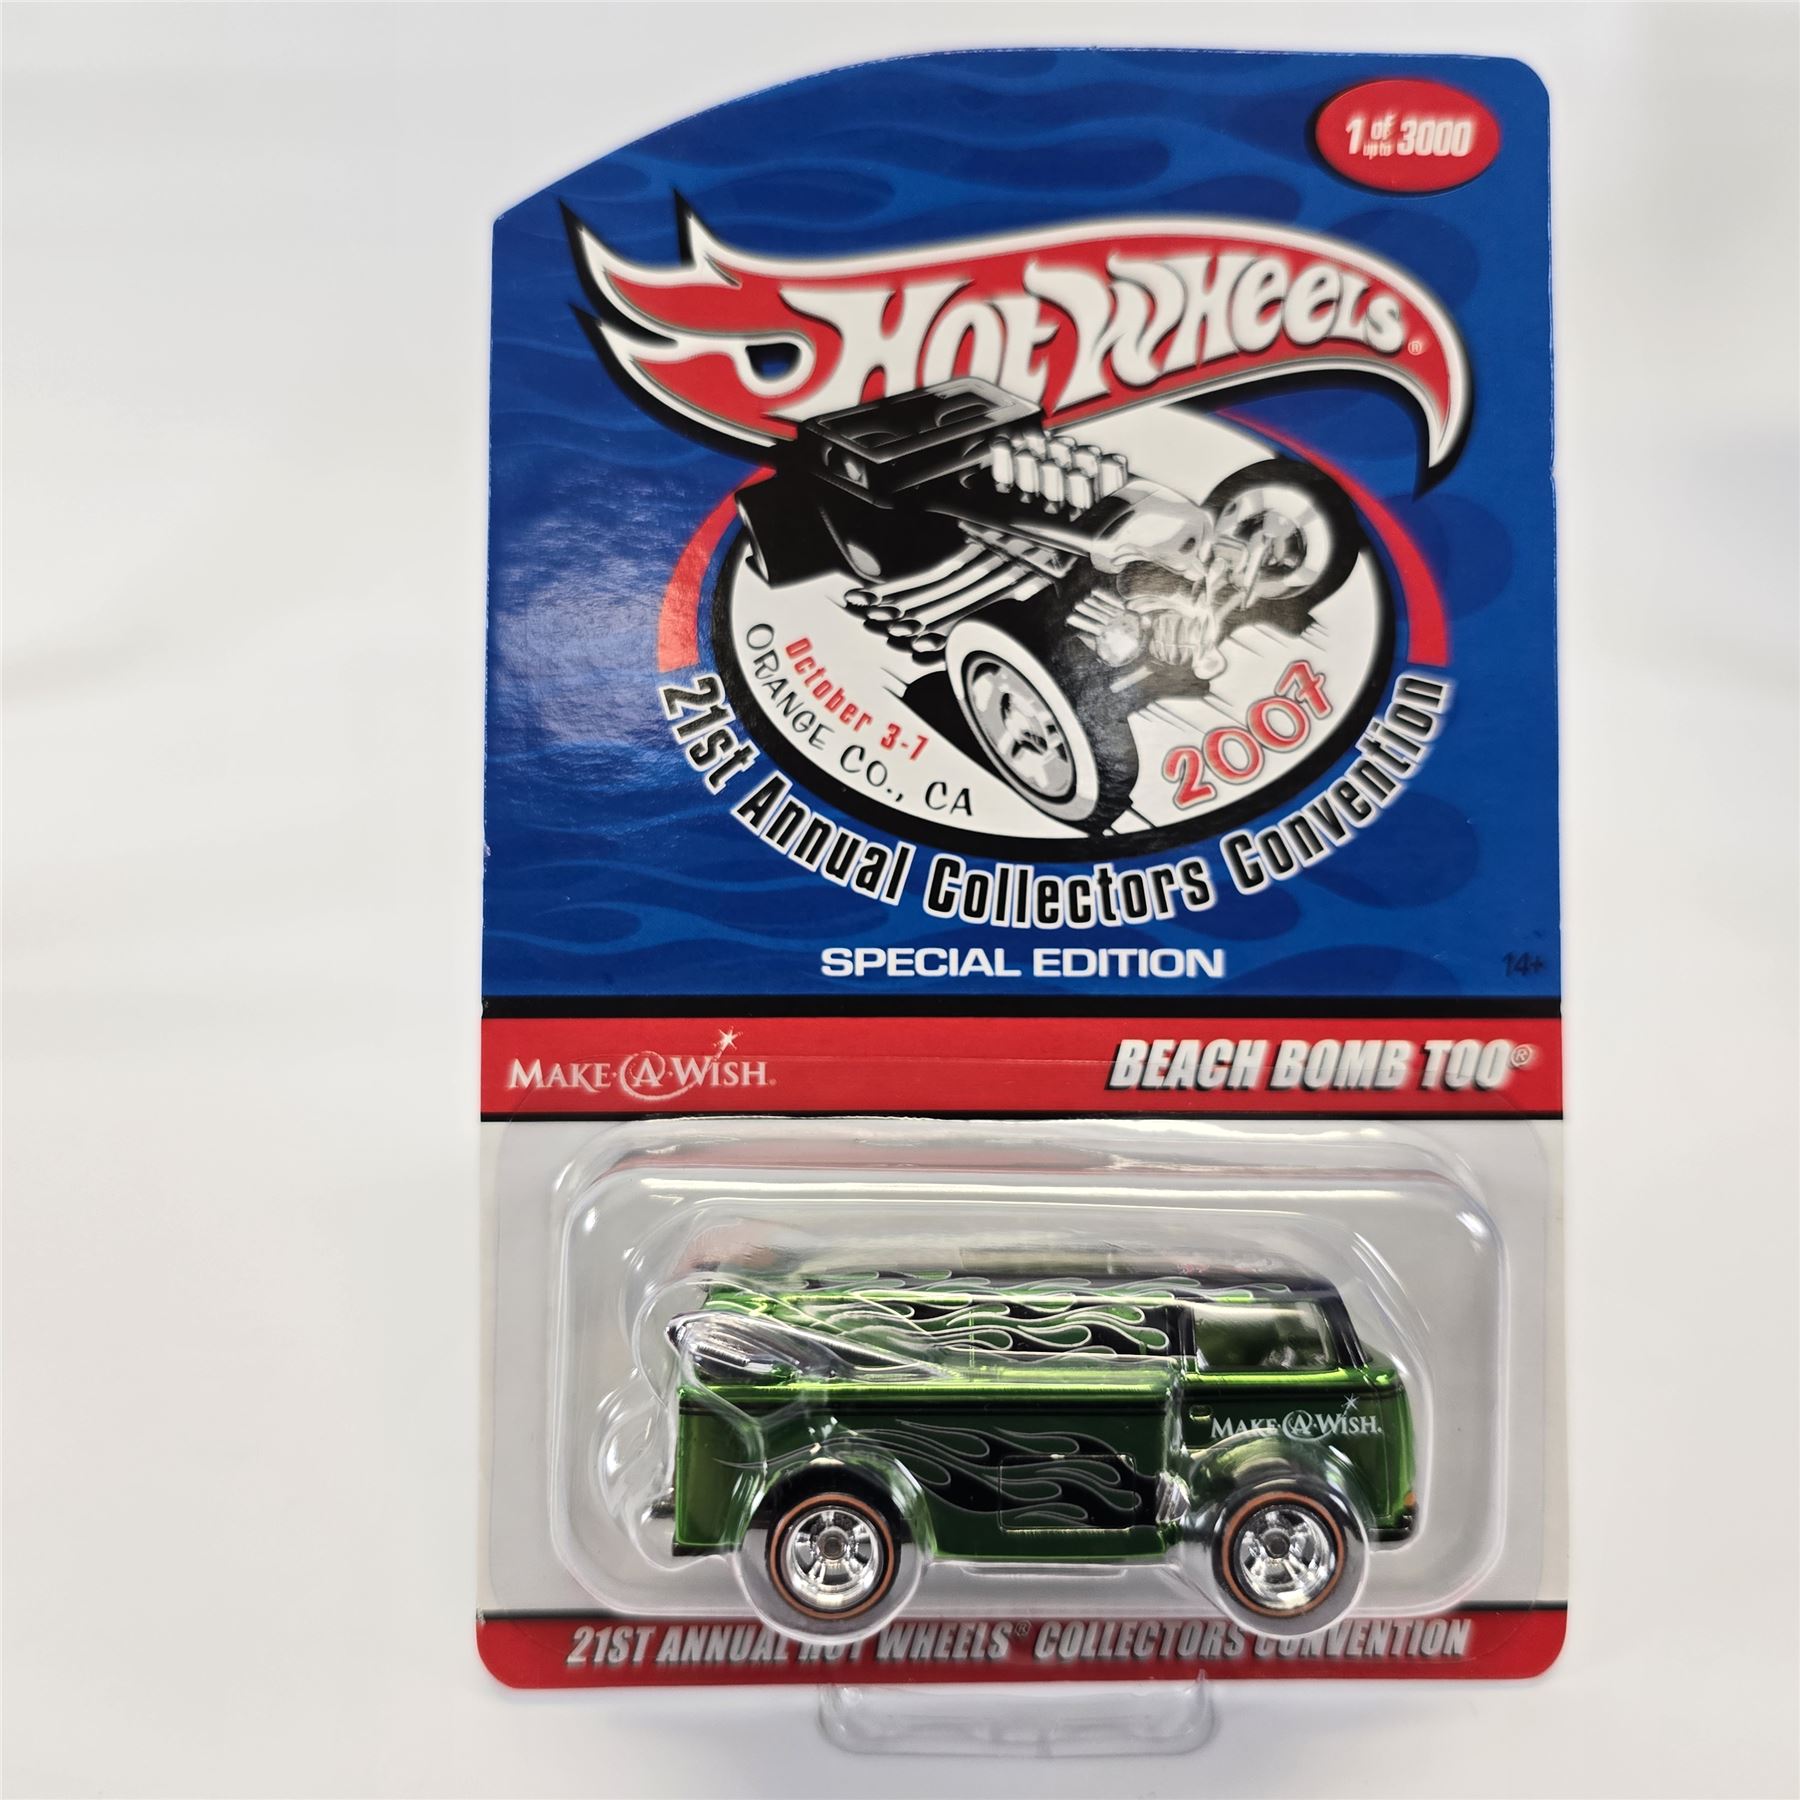 1 of up to 3000
HOT WHEELS®
October 3-7
ORANGE CO., CA
2007
21st Annual Collectors Convention
SPECIAL EDITION
14+
MAKE·A·WISH®
BEACH BOMB TOO®
MAKE·A·WISH®
21ST ANNUAL HOT WHEELS® COLLECTORS CONVENTION